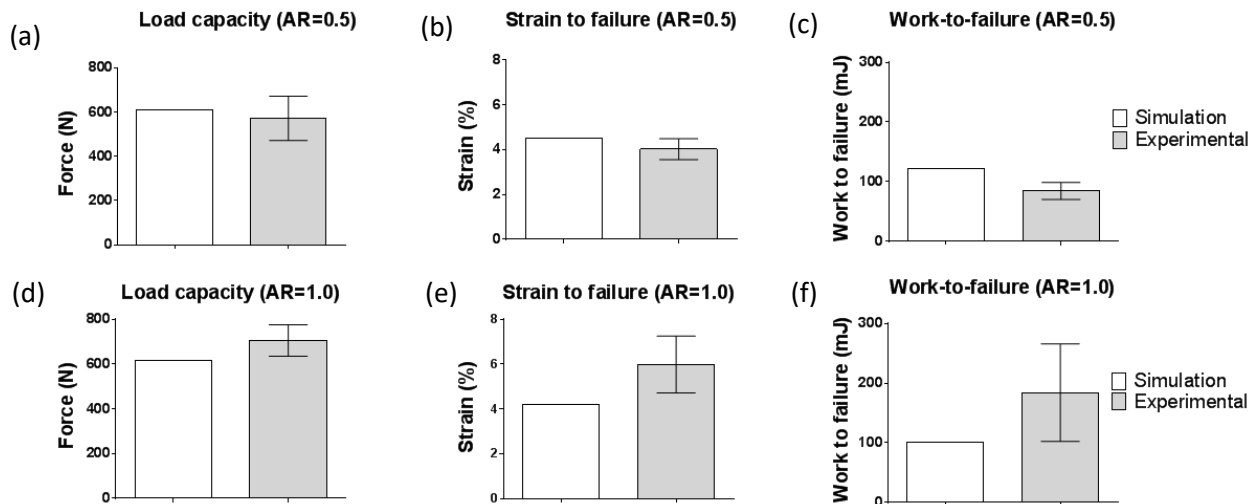 (a)
Load capacity (AR=0.5)
Force (N)
800
600
400
200
0
(b)
Strain to failure (AR=0.5)
Strain (%)
8
6
4
2
0
(c)
Work-to-failure (AR=0.5)
Work to failure (mJ)
300
200
100
0
Simulation
Experimental
(d)
Load capacity (AR=1.0)
Force (N)
800
600
400
200
0
(e)
Strain to failure (AR=1.0)
Strain (%)
8
6
4
2
0
(f)
Work-to-failure (AR=1.0)
Work to failure (mJ)
300
200
100
0
Simulation
Experimental